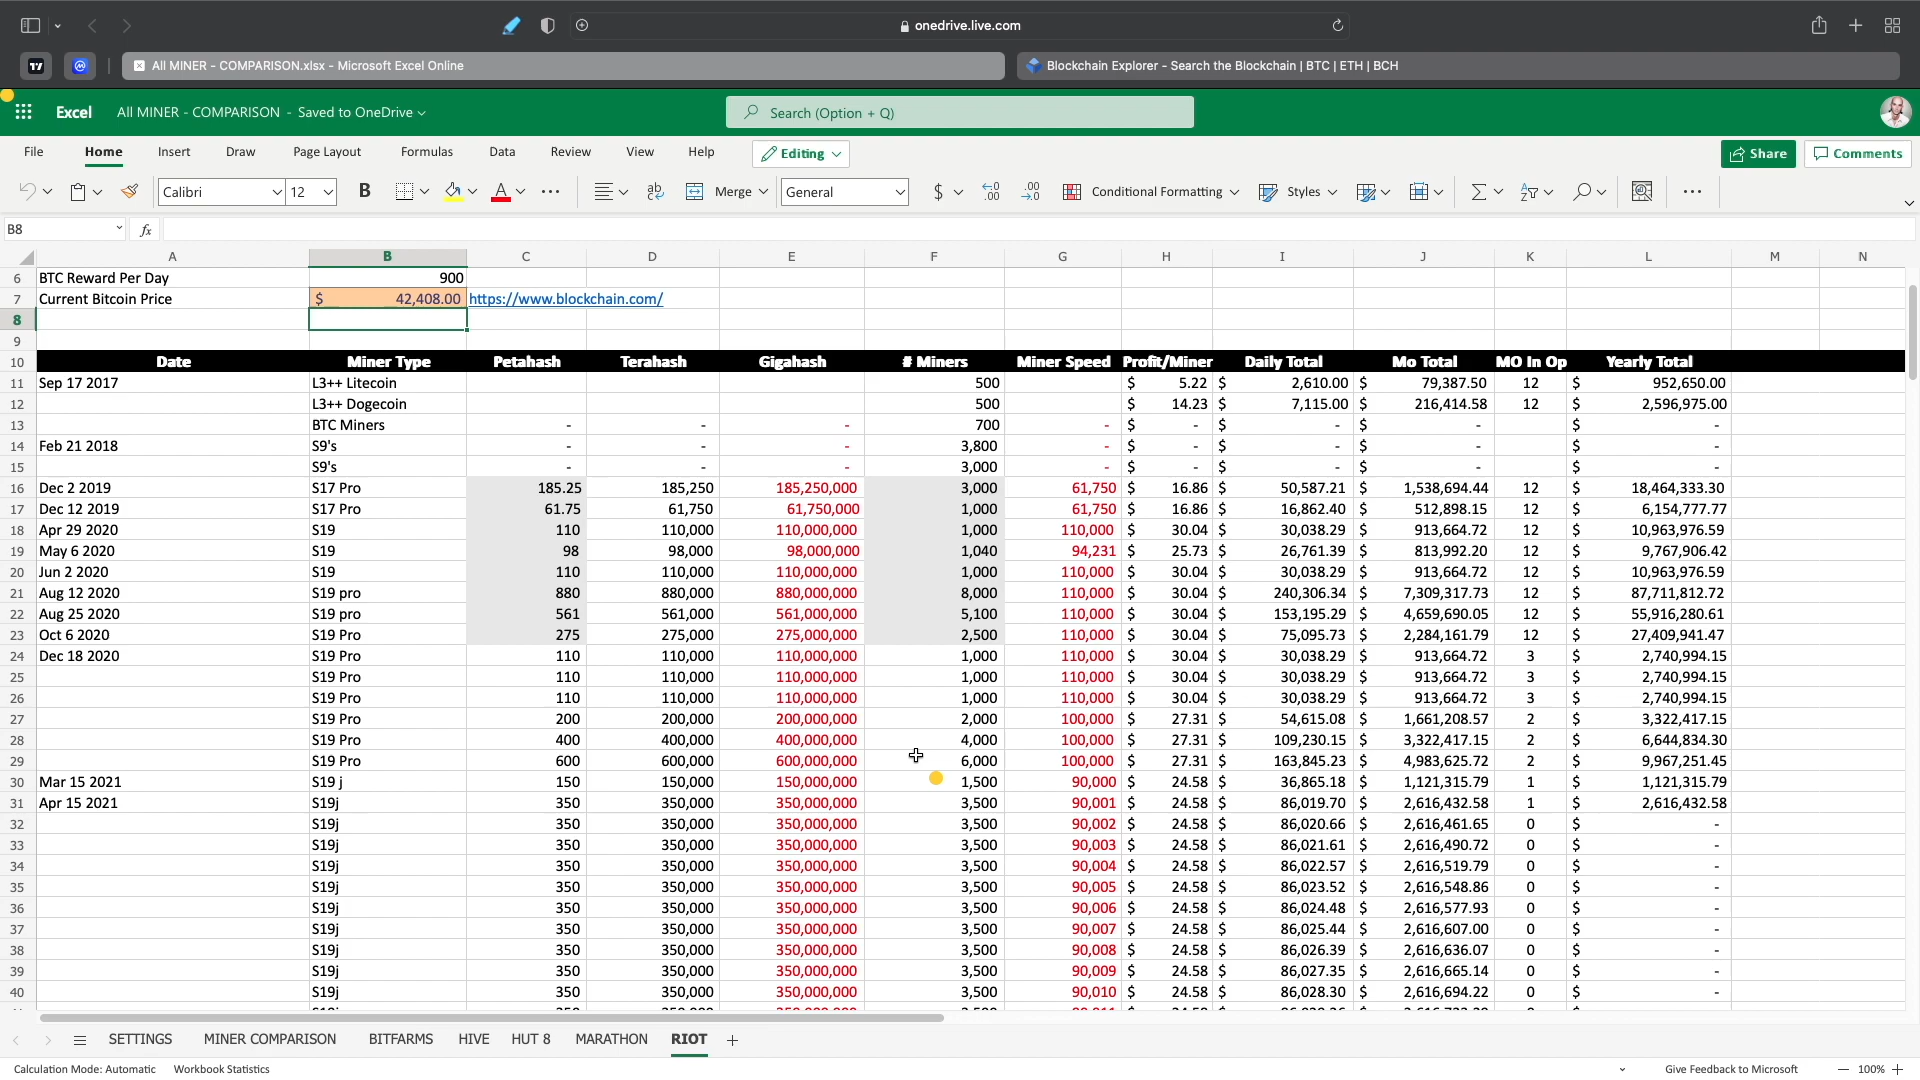 onedrive.live.com
All MINER - COMPARISON.xlsx - Microsoft Excel Online
Blockchain Explorer - Search the Blockchain | BTC | ETH | BCH
Excel All MINER - COMPARISON - Saved to OneDrive
Search (Option + Q)
File Home Insert Draw Page Layout Formulas Data Review View Help Editing Share Comments
Calibri 12 B A ab Merge General $ .00 .00 Conditional Formatting Styles
B8 fx
A B C D E F G H I J K L M N
6 BTC Reward Per Day 900
7 Current Bitcoin Price $ 42,408.00 https://www.blockchain.com/
8
9
10 Date Miner Type Petahash Terahash Gigahash # Miners Miner Speed Profit/Miner Daily Total Mo Total MO In Op Yearly Total
11 Sep 17 2017 L3++ Litecoin 500 $ 5.22 $ 2,610.00 $ 79,387.50 12 $ 952,650.00
12 L3++ Dogecoin 500 $ 14.23 $ 7,115.00 $ 216,414.58 12 $ 2,596,975.00
13 BTC Miners - - - 700 - $ - $ - $ - $ -
14 Feb 21 2018 S9's - - - 3,800 - $ - $ - $ - $ -
15 S9's - - - 3,000 - $ - $ - $ - $ -
16 Dec 2 2019 S17 Pro 185.25 185,250 185,250,000 3,000 61,750 $ 16.86 $ 50,587.21 $ 1,538,694.44 12 $ 18,464,333.30
17 Dec 12 2019 S17 Pro 61.75 61,750 61,750,000 1,000 61,750 $ 16.86 $ 16,862.40 $ 512,898.15 12 $ 6,154,777.77
18 Apr 29 2020 S19 110 110,000 110,000,000 1,000 110,000 $ 30.04 $ 30,038.29 $ 913,664.72 12 $ 10,963,976.59
19 May 6 2020 S19 98 98,000 98,000,000 1,040 94,231 $ 25.73 $ 26,761.39 $ 813,992.20 12 $ 9,767,906.42
20 Jun 2 2020 S19 110 110,000 110,000,000 1,000 110,000 $ 30.04 $ 30,038.29 $ 913,664.72 12 $ 10,963,976.59
21 Aug 12 2020 S19 pro 880 880,000 880,000,000 8,000 110,000 $ 30.04 $ 240,306.34 $ 7,309,317.73 12 $ 87,711,812.72
22 Aug 25 2020 S19 pro 561 561,000 561,000,000 5,100 110,000 $ 30.04 $ 153,195.29 $ 4,659,690.05 12 $ 55,916,280.61
23 Oct 6 2020 S19 Pro 275 275,000 275,000,000 2,500 110,000 $ 30.04 $ 75,095.73 $ 2,284,161.79 12 $ 27,409,941.47
24 Dec 18 2020 S19 Pro 110 110,000 110,000,000 1,000 110,000 $ 30.04 $ 30,038.29 $ 913,664.72 3 $ 2,740,994.15
25 S19 Pro 110 110,000 110,000,000 1,000 110,000 $ 30.04 $ 30,038.29 $ 913,664.72 3 $ 2,740,994.15
26 S19 Pro 110 110,000 110,000,000 1,000 110,000 $ 30.04 $ 30,038.29 $ 913,664.72 3 $ 2,740,994.15
27 S19 Pro 200 200,000 200,000,000 2,000 100,000 $ 27.31 $ 54,615.08 $ 1,661,208.57 2 $ 3,322,417.15
28 S19 Pro 400 400,000 400,000,000 4,000 100,000 $ 27.31 $ 109,230.15 $ 3,322,417.15 2 $ 6,644,834.30
29 S19 Pro 600 600,000 600,000,000 6,000 100,000 $ 27.31 $ 163,845.23 $ 4,983,625.72 2 $ 9,967,251.45
30 Mar 15 2021 S19 j 150 150,000 150,000,000 1,500 90,000 $ 24.58 $ 36,865.18 $ 1,121,315.79 1 $ 1,121,315.79
31 Apr 15 2021 S19j 350 350,000 350,000,000 3,500 90,001 $ 24.58 $ 86,019.70 $ 2,616,432.58 1 $ 2,616,432.58
32 S19j 350 350,000 350,000,000 3,500 90,002 $ 24.58 $ 86,020.66 $ 2,616,461.65 0 $ -
33 S19j 350 350,000 350,000,000 3,500 90,003 $ 24.58 $ 86,021.61 $ 2,616,490.72 0 $ -
34 S19j 350 350,000 350,000,000 3,500 90,004 $ 24.58 $ 86,022.57 $ 2,616,519.79 0 $ -
35 S19j 350 350,000 350,000,000 3,500 90,005 $ 24.58 $ 86,023.52 $ 2,616,548.86 0 $ -
36 S19j 350 350,000 350,000,000 3,500 90,006 $ 24.58 $ 86,024.48 $ 2,616,577.93 0 $ -
37 S19j 350 350,000 350,000,000 3,500 90,007 $ 24.58 $ 86,025.44 $ 2,616,607.00 0 $ -
38 S19j 350 350,000 350,000,000 3,500 90,008 $ 24.58 $ 86,026.39 $ 2,616,636.07 0 $ -
39 S19j 350 350,000 350,000,000 3,500 90,009 $ 24.58 $ 86,027.35 $ 2,616,665.14 0 $ -
40 S19j 350 350,000 350,000,000 3,500 90,010 $ 24.58 $ 86,028.30 $ 2,616,694.22 0 $ -
SETTINGS MINER COMPARISON BITFARMS HIVE HUT 8 MARATHON RIOT
Calculation Mode: Automatic Workbook Statistics Give Feedback to Microsoft 100%